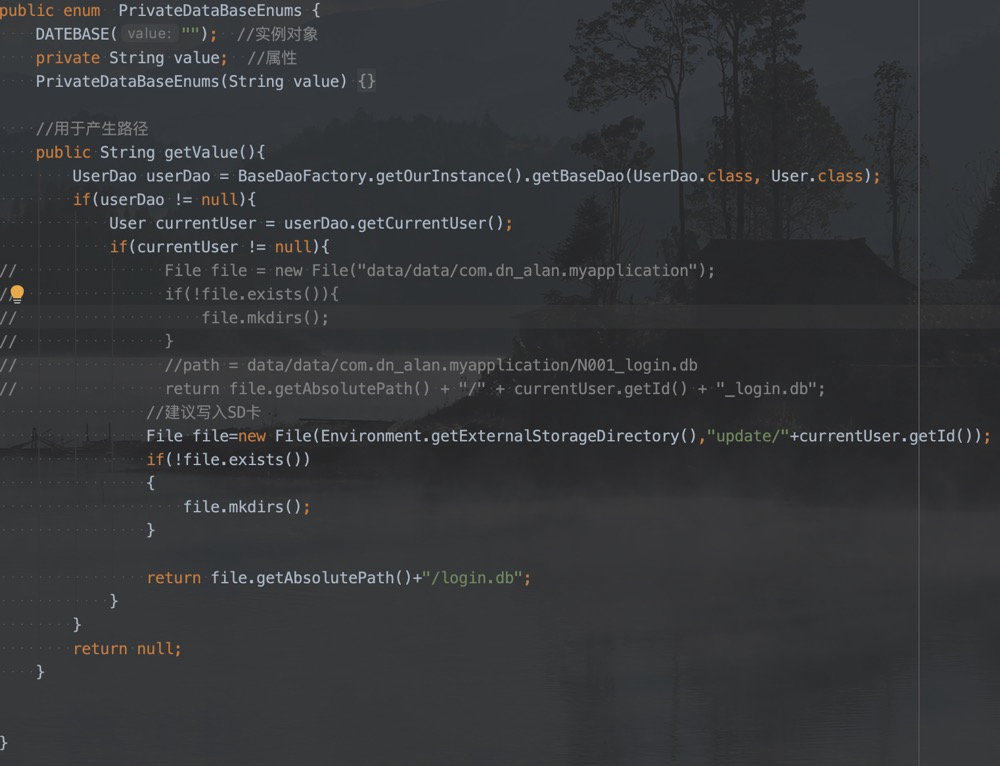 public enum  PrivateDataBaseEnums {
    DATEBASE( value: "");  //实例对象
    private String value;  //属性
    PrivateDataBaseEnums(String value) {}

    //用于产生路径
    public String getValue(){
        UserDao userDao = BaseDaoFactory.getOurInstance().getBaseDao(UserDao.class, User.class);
        if(userDao != null){
            User currentUser = userDao.getCurrentUser();
            if(currentUser != null){
//                File file = new File("data/data/com.dn_alan.myapplication");
//                if(!file.exists()){
//                    file.mkdirs();
//                }
//                //path = data/data/com.dn_alan.myapplication/N001_login.db
//                return file.getAbsolutePath() + "/" + currentUser.getId() + "_login.db";
                //建议写入SD卡
                File file=new File(Environment.getExternalStorageDirectory(),"update/"+currentUser.getId());
                if(!file.exists())
                {
                    file.mkdirs();
                }

                return file.getAbsolutePath()+"/login.db";
            }
        }
        return null;
    }


}